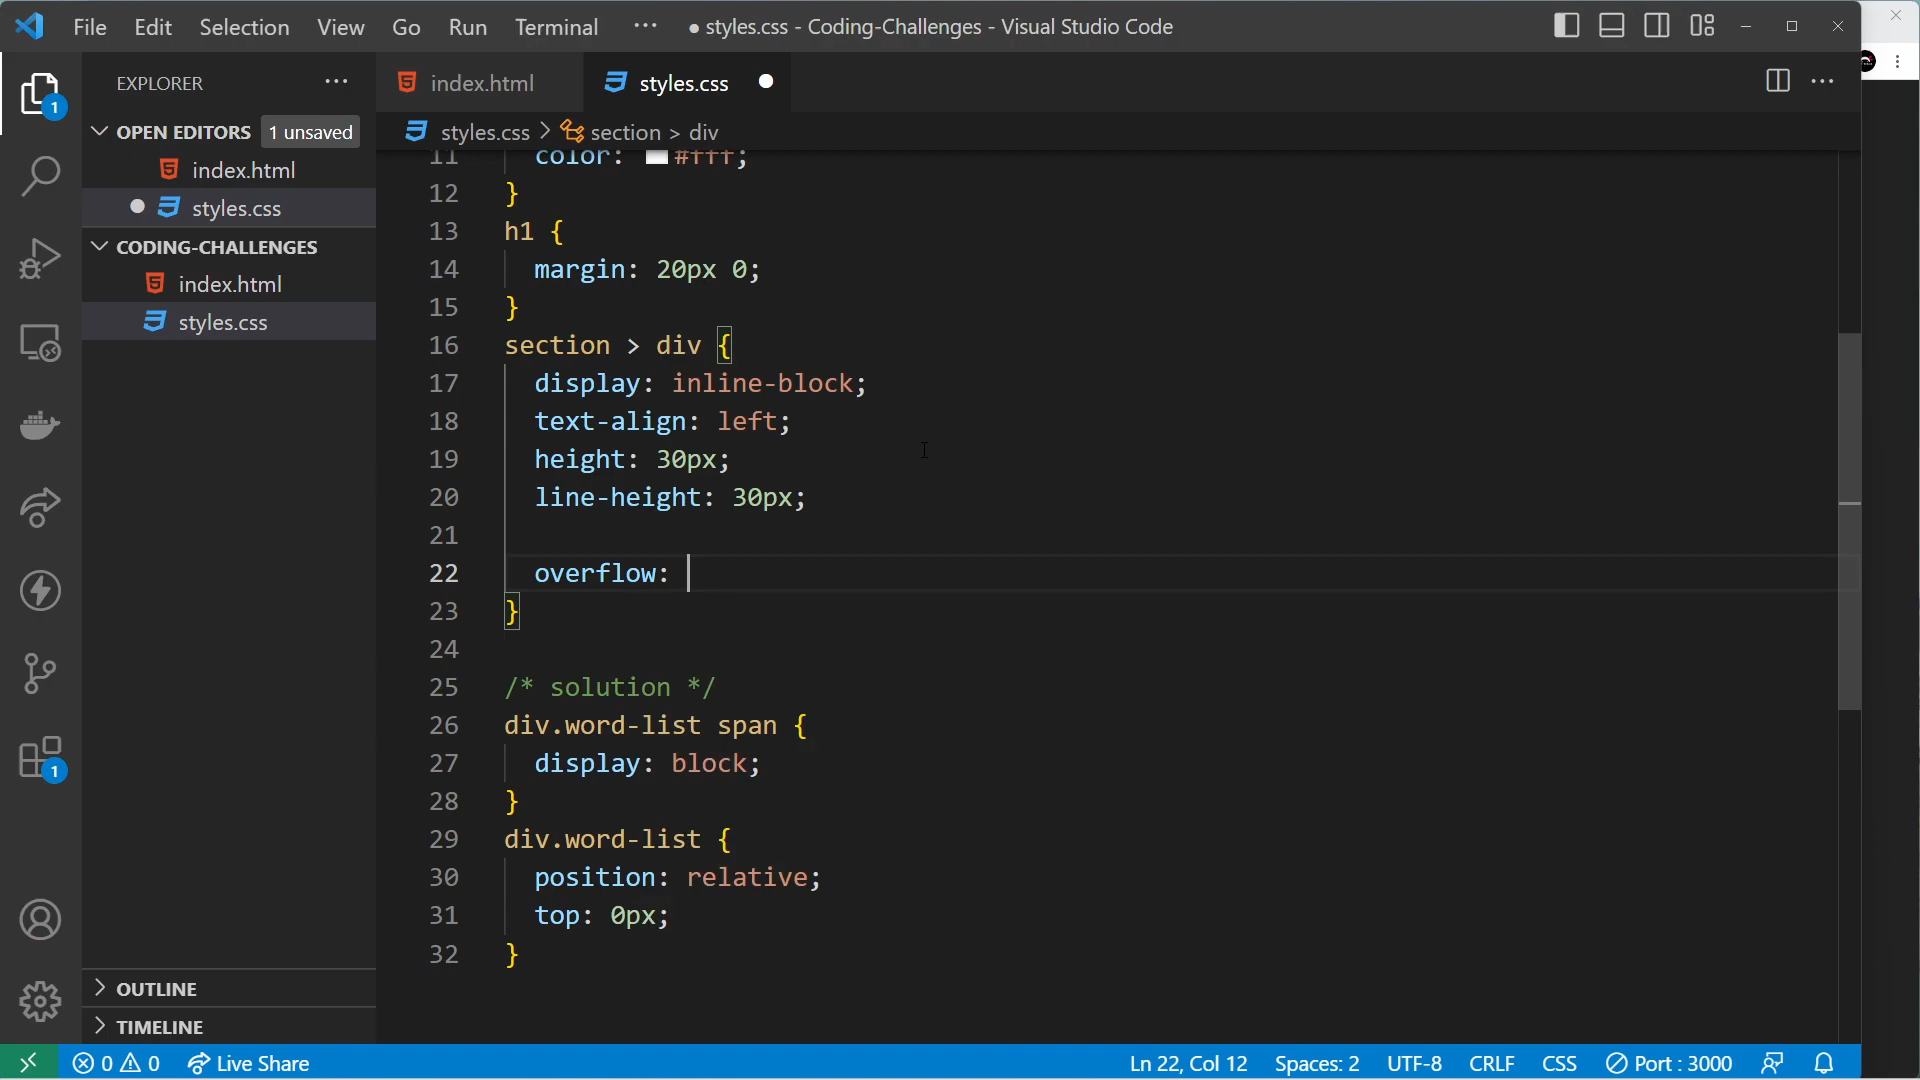 File Edit Selection View Go Run Terminal ··· ● styles.css - Coding-Challenges - Visual Studio Code
EXPLORER ···
index.html
styles.css
OPEN EDITORS 1 unsaved
styles.css > section > div
index.html
styles.css
CODING-CHALLENGES
index.html
styles.css
11 color: #fff;
12 }
13 h1 {
14 margin: 20px 0;
15 }
16 section > div {
17 display: inline-block;
18 text-align: left;
19 height: 30px;
20 line-height: 30px;
21
22 overflow:
23 }
24
25 /* solution */
26 div.word-list span {
27 display: block;
28 }
29 div.word-list {
30 position: relative;
31 top: 0px;
32 }
1
1
OUTLINE
TIMELINE
0 0 Live Share Ln 22, Col 12 Spaces: 2 UTF-8 CRLF CSS Port : 3000